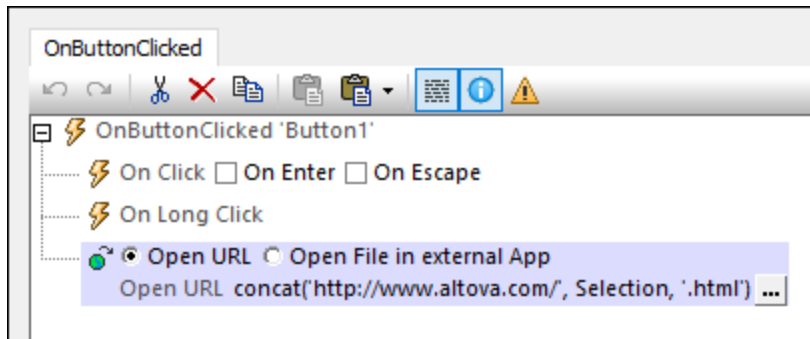 OnButtonClicked
OnButtonClicked 'Button1'
On Click On Enter On Escape
On Long Click
Open URL Open File in external App
Open URL concat('http://www.altova.com/', Selection, '.html') ...